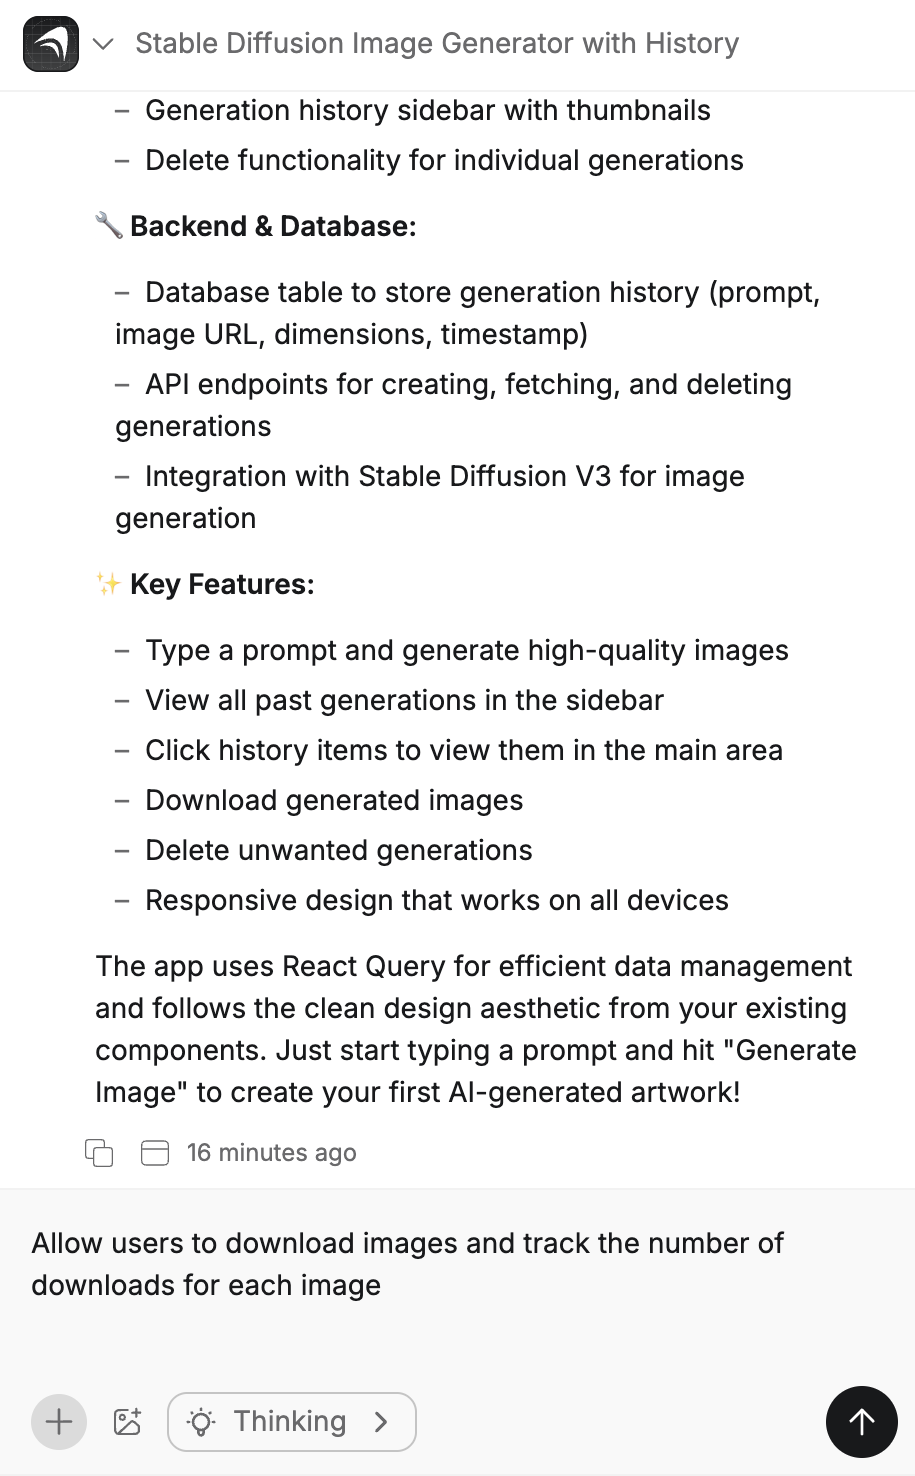 Stable Diffusion Image Generator with History
– Generation history sidebar with thumbnails
– Delete functionality for individual generations
🔧 Backend & Database:
– Database table to store generation history (prompt,
image URL, dimensions, timestamp)
– API endpoints for creating, fetching, and deleting
generations
– Integration with Stable Diffusion V3 for image
generation
✨ Key Features:
– Type a prompt and generate high-quality images
– View all past generations in the sidebar
– Click history items to view them in the main area
– Download generated images
– Delete unwanted generations
– Responsive design that works on all devices
The app uses React Query for efficient data management
and follows the clean design aesthetic from your existing
components. Just start typing a prompt and hit "Generate
Image" to create your first AI-generated artwork!
16 minutes ago
Allow users to download images and track the number of
downloads for each image
Thinking